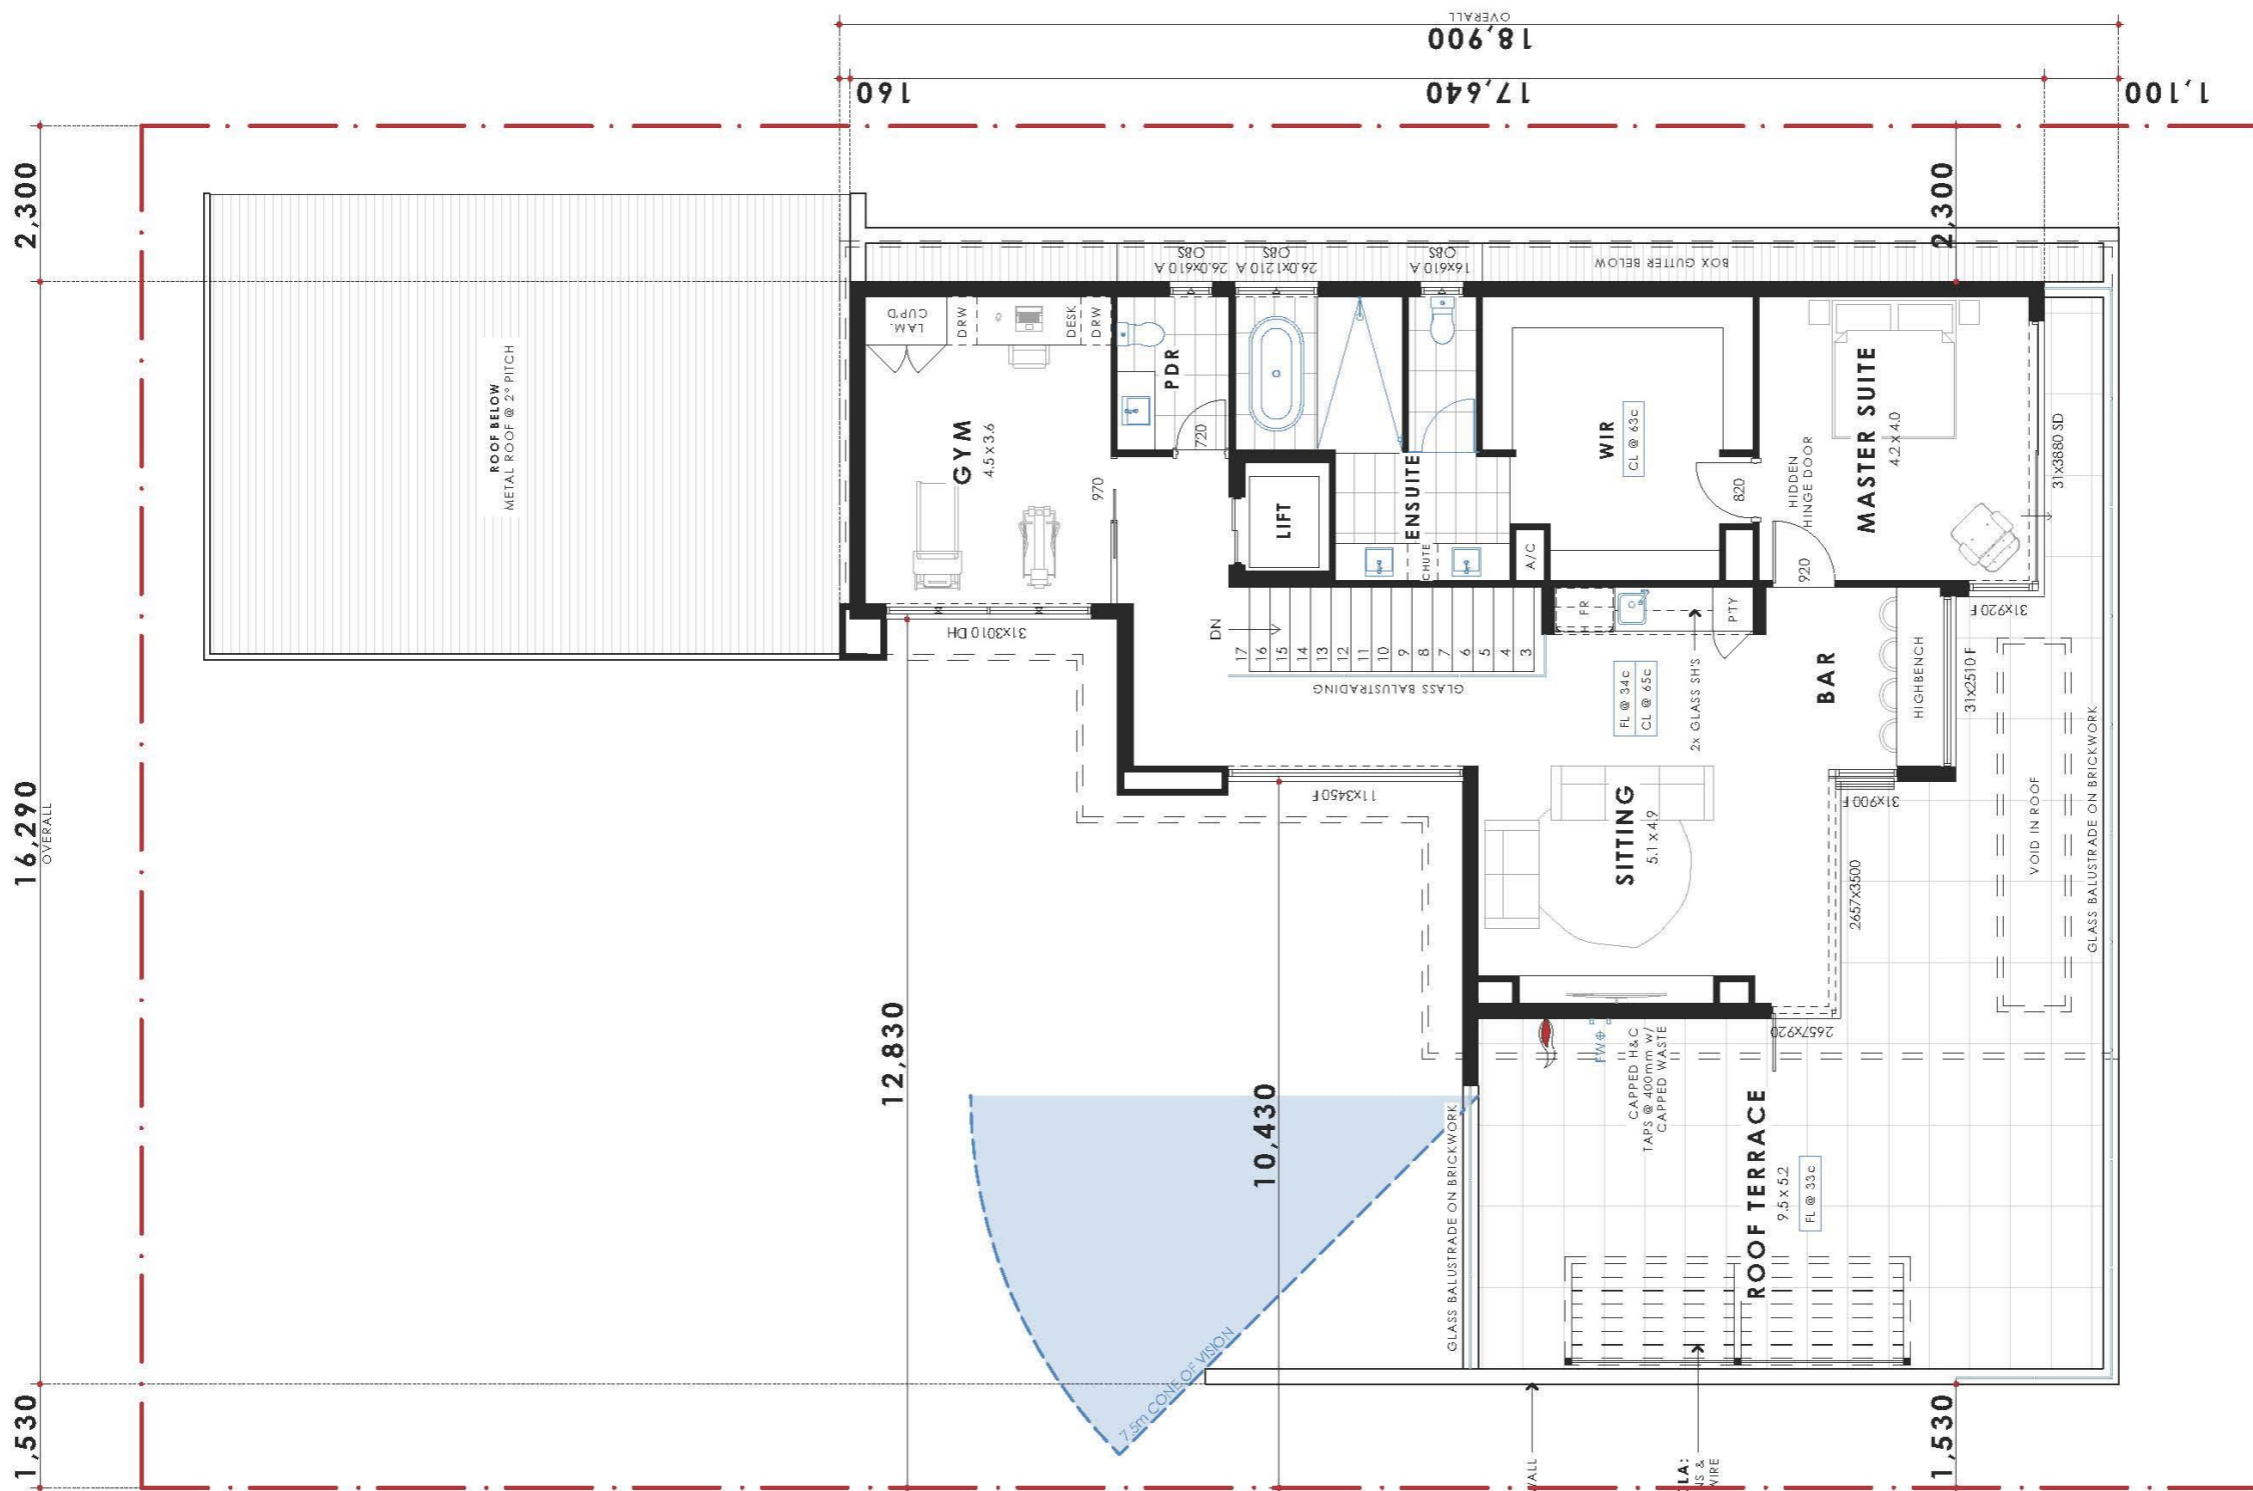 OVERALL
18,900
160
17,640
1,100
2,300
2,300
16,290
OVERALL
1,530
1,530
12,830
10,430
ROOF BELOW
METAL ROOF @ 2° PITCH
BOX GUTTER BELOW
26.0x610 A
OBS
26.0x1210 A
OBS
16x610 A
OBS
LAM.
CUP'D
DRW
DESK
DRW
GYM
4.5 x 3.6
970
31x3010 DH
PDR
720
LIFT
ENSUITE
CHUTE
A/C
WIR
CL @ 63c
820
HIDDEN
HINGE DOOR
920
MASTER SUITE
4.2 x 4.0
31x3880 SD
31x920 F
DN
17
16
15
14
13
12
11
10
9
8
7
6
5
4
3
GLASS BALUSTRADING
FR
H
P'TY
FL @ 34c
CL @ 65c
2x GLASS SH'S
BAR
HIGHBENCH
31x2510 F
31x900 F
11x3450 F
SITTING
5.1 x 4.9
2657x3500
2657x920
VOID IN ROOF
GLASS BALUSTRADE ON BRICKWORK
FW
CAPPED H&C
TAPS @ 400mm W/
CAPPED WASTE
ROOF TERRACE
9.5 x 5.2
FL @ 33c
GLASS BALUSTRADE ON BRICKWORK
7.5m CONE OF VISION
WALL
LA:
NS &
WIRE